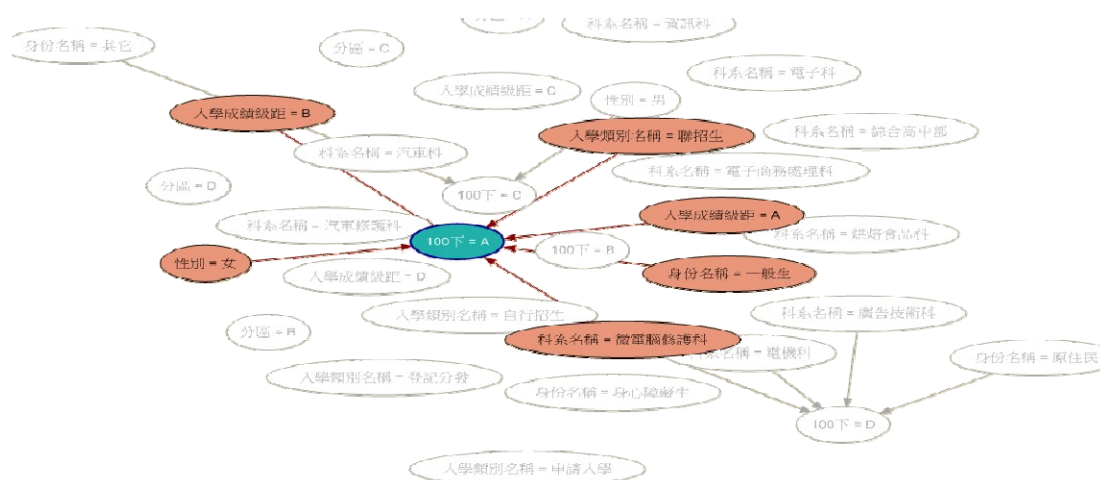 科系名稱 = 資訊科
身份名稱 = 其它
分區 = C
科系名稱 = 電子科
入學成績級距 = C
性別 = 男
入學成績級距 = B
入學類別名稱 = 聯招生
科系名稱 = 綜合高中部
科系名稱 = 汽車科
科系名稱 = 電子商務處理科
分區 = D
100下 = C
入學成績級距 = A
科系名稱 = 汽車修護科
科系名稱 = 烘焙食品科
100下 = A
100下 = B
性別 = 女
入學成績級距 = D
身份名稱 = 一般生
入學類別名稱 = 自行招生
科系名稱 = 廣告技術科
分區 = B
科系名稱 = 微電腦修護科
系名稱 = 電機科
身份名稱 = 原住民
入學類別名稱 = 登記分發
身份名稱 = 身心障礙生
100下 = D
入學類別名稱 = 申請入學